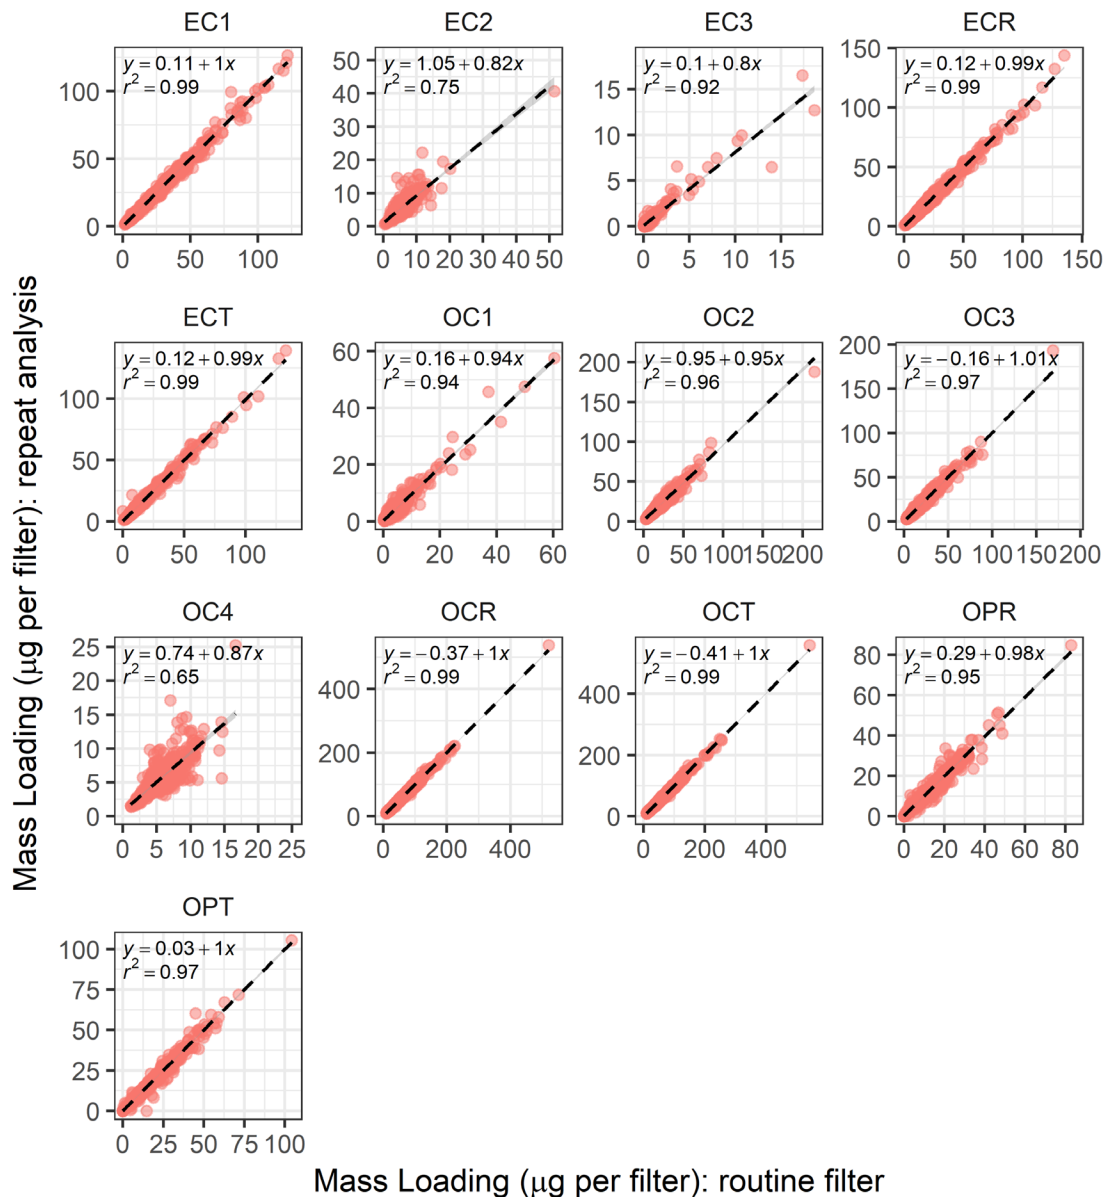 EC1
EC2
EC3
ECR
y = 0.11 + 1x
r² = 0.99
100
50
0
0 50 100
y = 1.05 + 0.82x
r² = 0.75
50
40
30
20
10
0
0 10 20 30 40 50
y = 0.1 + 0.8x
r² = 0.92
15
10
5
0
0 5 10 15
y = 0.12 + 0.99x
r² = 0.99
150
100
50
0
0 50 100 150
ECT
OC1
OC2
OC3
y = 0.12 + 0.99x
r² = 0.99
100
50
0
0 50 100
y = 0.16 + 0.94x
r² = 0.94
60
40
20
0
0 20 40 60
y = 0.95 + 0.95x
r² = 0.96
200
150
100
50
0
0 50 100 150 200
y = −0.16 + 1.01x
r² = 0.97
200
150
100
50
0
0 50 100 150 200
OC4
OCR
OCT
OPR
y = 0.74 + 0.87x
r² = 0.65
25
20
15
10
5
0
0 5 10 15 20 25
y = −0.37 + 1x
r² = 0.99
400
200
0
0 200 400
y = −0.41 + 1x
r² = 0.99
400
200
0
0 200 400
y = 0.29 + 0.98x
r² = 0.95
80
60
40
20
0
0 20 40 60 80
OPT
y = 0.03 + 1x
r² = 0.97
100
75
50
25
0
0 25 50 75 100
Mass Loading (μg per filter): repeat analysis
Mass Loading (μg per filter): routine filter